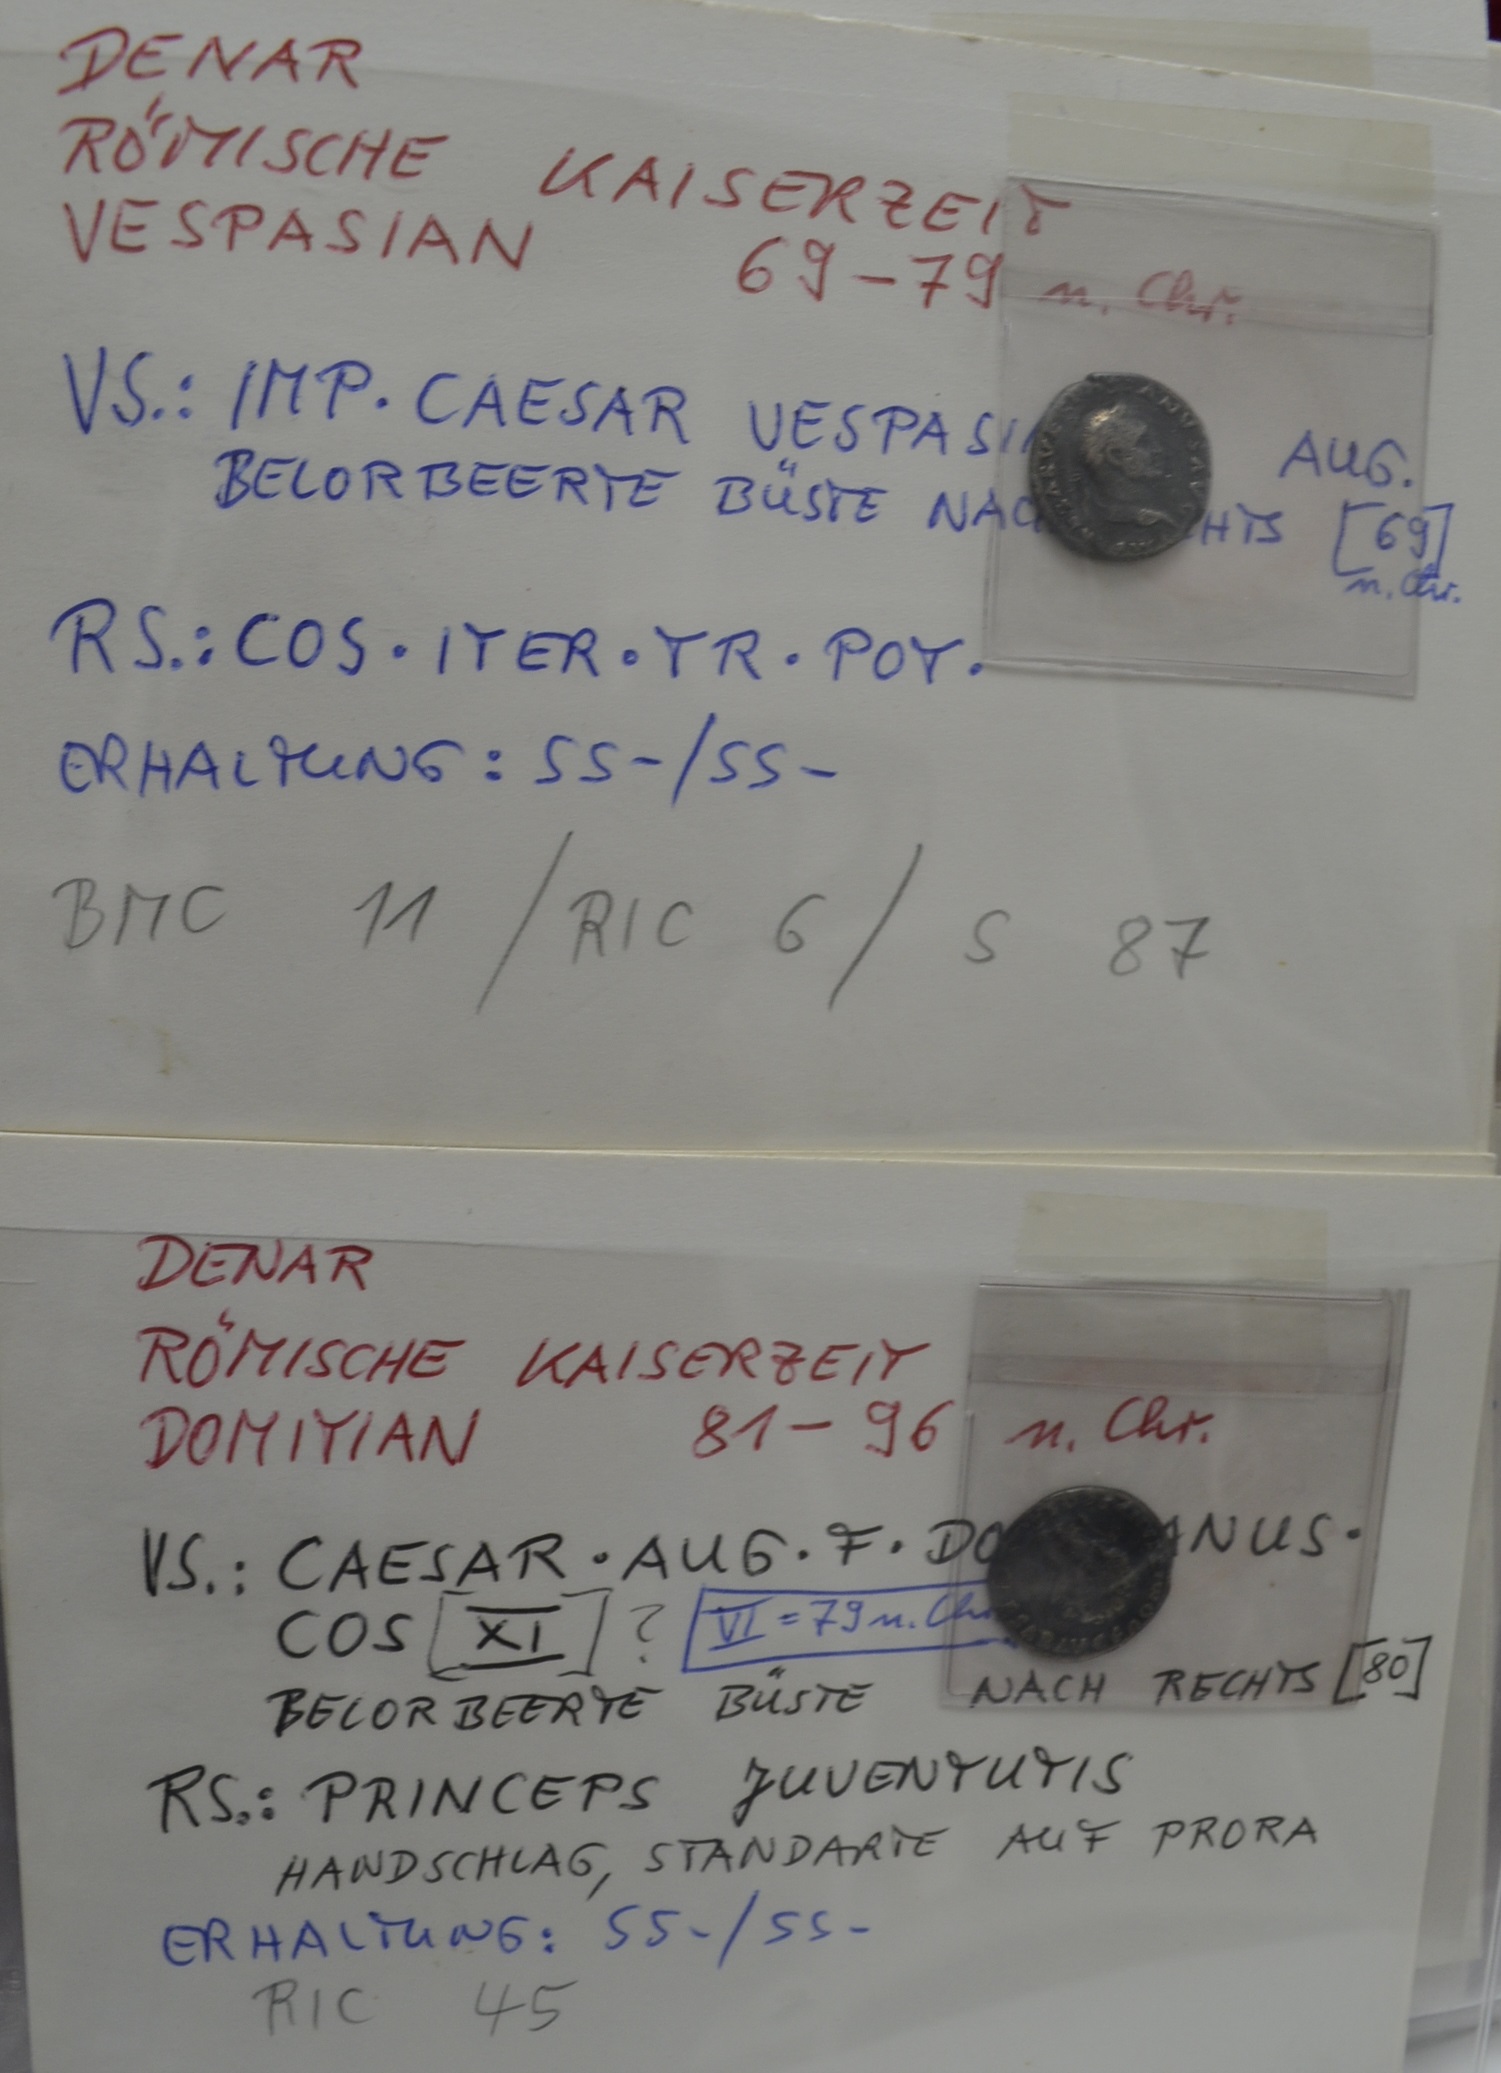 DENAR
RÖMISCHE KAISERZEIT
VESPASIAN 69-79 n. Chr.
VS.: IMP. CAESAR VESPASI AUG.
BELORBEERTE BÜSTE NAC HTS [69]
n. Chr.
RS.: COS · ITER · TR · POT.
ERHALTUNG: SS-/SS-
BMC 11 / RIC 6 / S 87
DENAR
RÖMISCHE KAISERZEIT
DOMITIAN 81-96 n. Chr.
VS.: CAESAR · AUG · F · DO ANUS ·
COS [XI] ? VI = 79 n. Chr
BELORBEERTE BÜSTE NACH RECHTS [80]
RS.: PRINCEPS JUVENTUTIS
HANDSCHLAG, STANDARTE AUF PRORA
ERHALTUNG: SS-/SS-
RIC 45